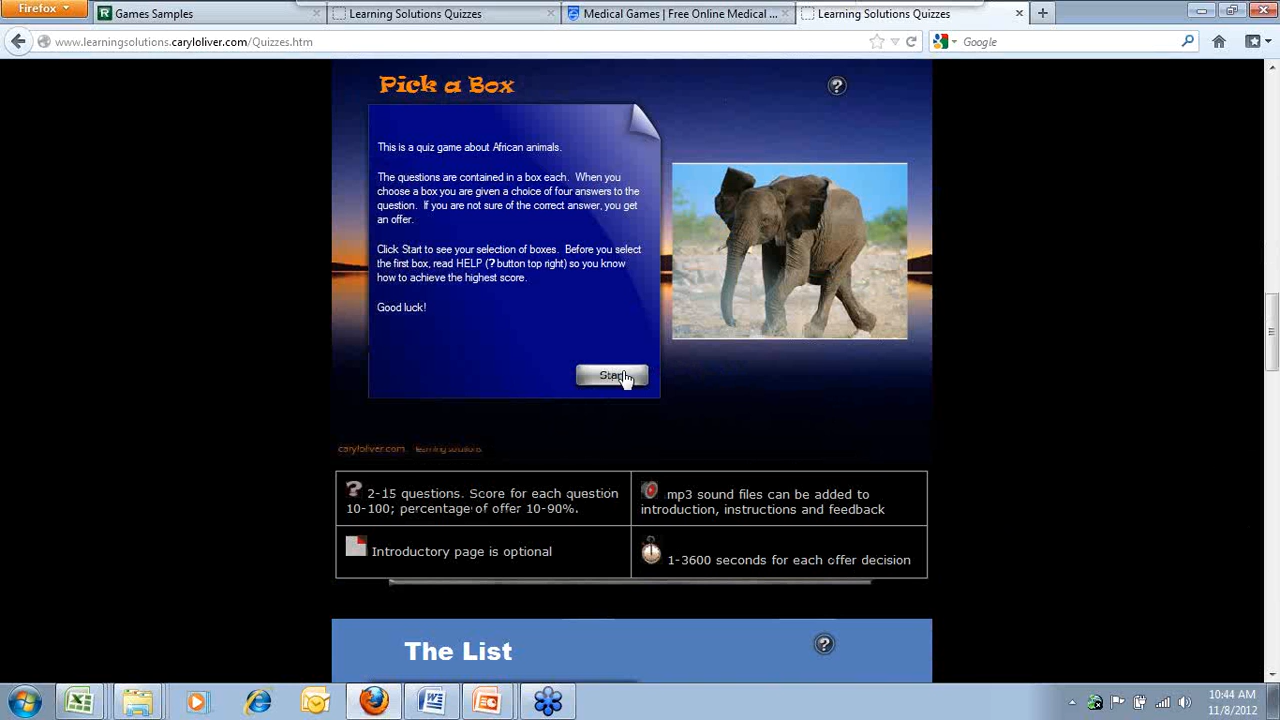 Firefox
Games Samples
Learning Solutions Quizzes
Medical Games | Free Online Medical ...
Learning Solutions Quizzes
www.learningsolutions.caryloliver.com/Quizzes.htm
Google
Pick a Box
?
This is a quiz game about African animals.
The questions are contained in a box each. When you
choose a box you are given a choice of four answers to the
question. If you are not sure of the correct answer, you get
an offer.
Click Start to see your selection of boxes. Before you select
the first box, read HELP (? button top right) so you know
how to achieve the highest score.
Good luck!
Start
caryloliver.com learning solutions
? 2-15 questions. Score for each question
10-100; percentage of offer 10-90%.
mp3 sound files can be added to
introduction, instructions and feedback
Introductory page is optional
1-3600 seconds for each offer decision
The List
?
10:44 AM
11/8/2012